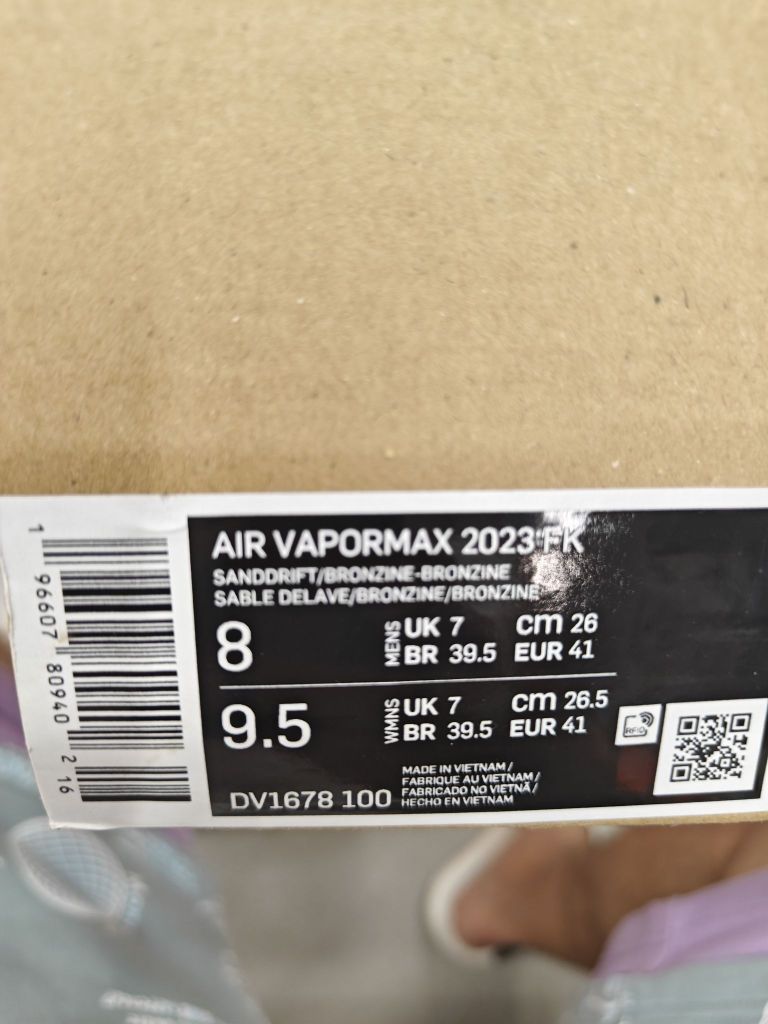 AIR VAPORMAX 2023 FK
SANDDRIFT/BRONZINE-BRONZINE
SABLE DELAVE/BRONZINE/BRONZINE
8 MENS UK 7 cm 26
BR 39.5 EUR 41
9.5 WMNS UK 7 cm 26.5
BR 39.5 EUR 41
RFID
DV1678 100
MADE IN VIETNAM /
FABRIQUE AU VIETNAM /
FABRICADO NO VIETNÃ /
HECHO EN VIETNAM
1 96607 80940 2 16